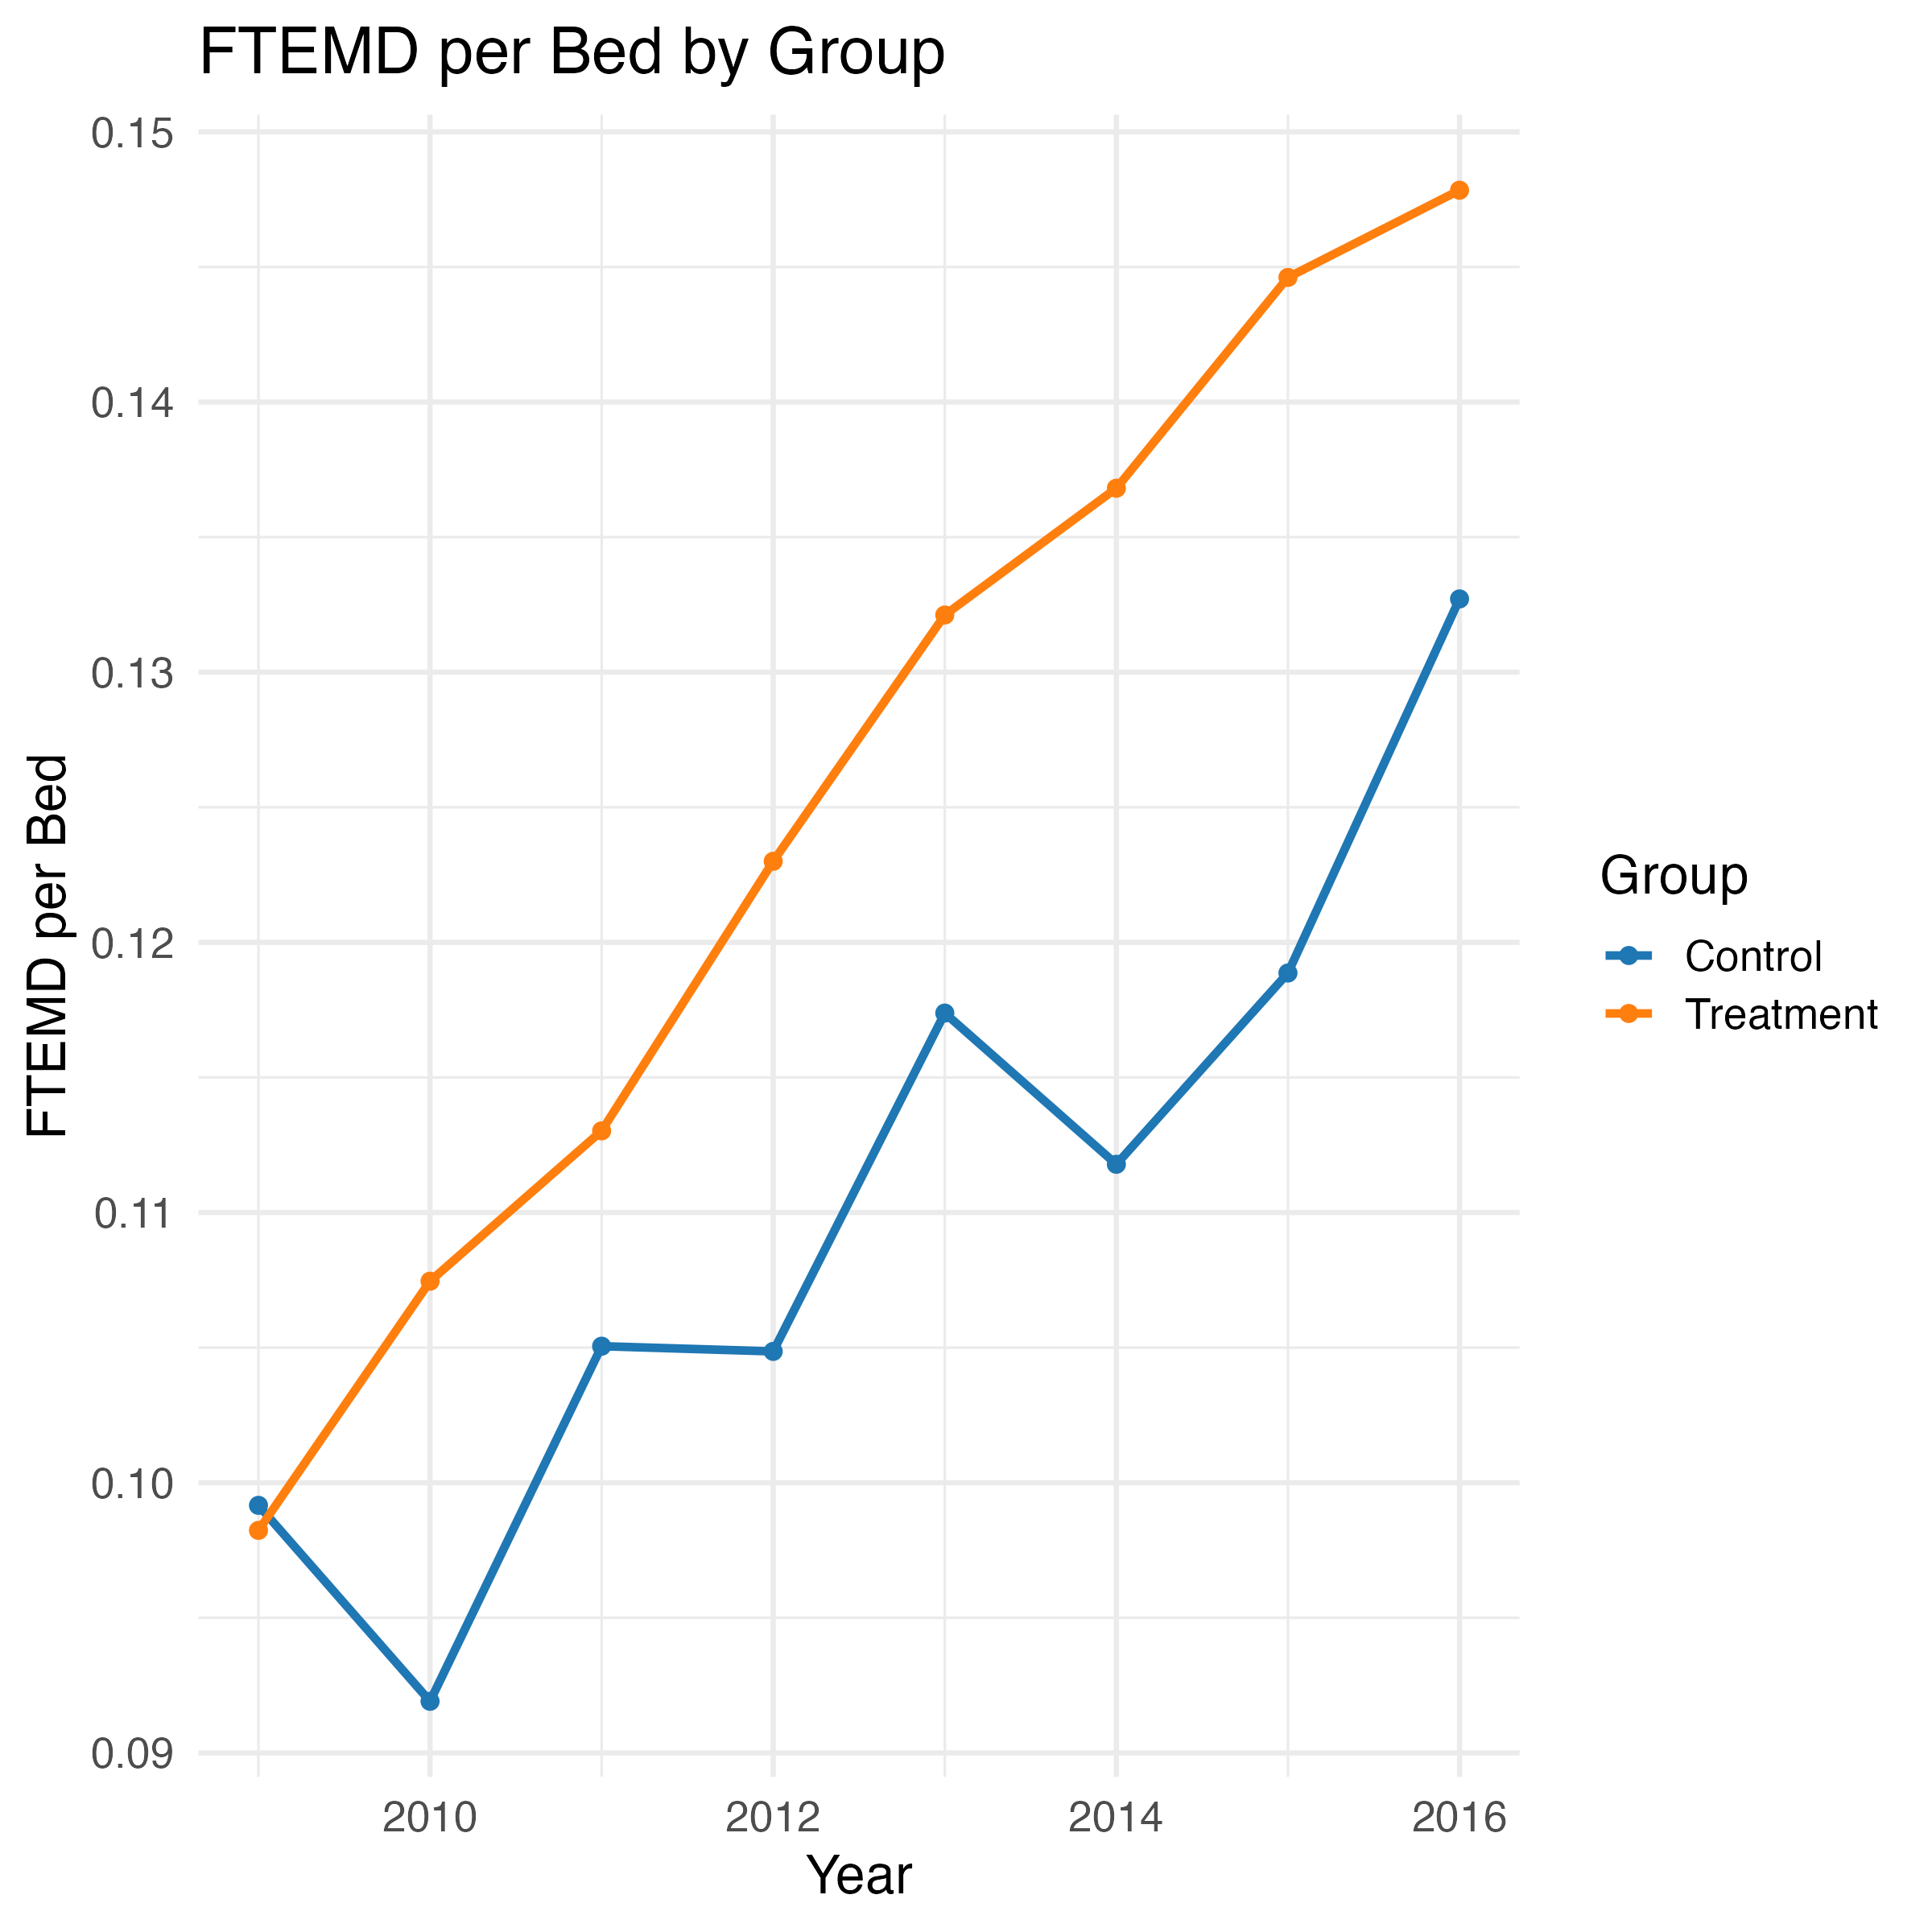 FTEMD per Bed by Group
0.15
0.14
0.13
0.12
0.11
0.10
0.09
FTEMD per Bed
2010
2012
2014
2016
Year
Group
Control
Treatment